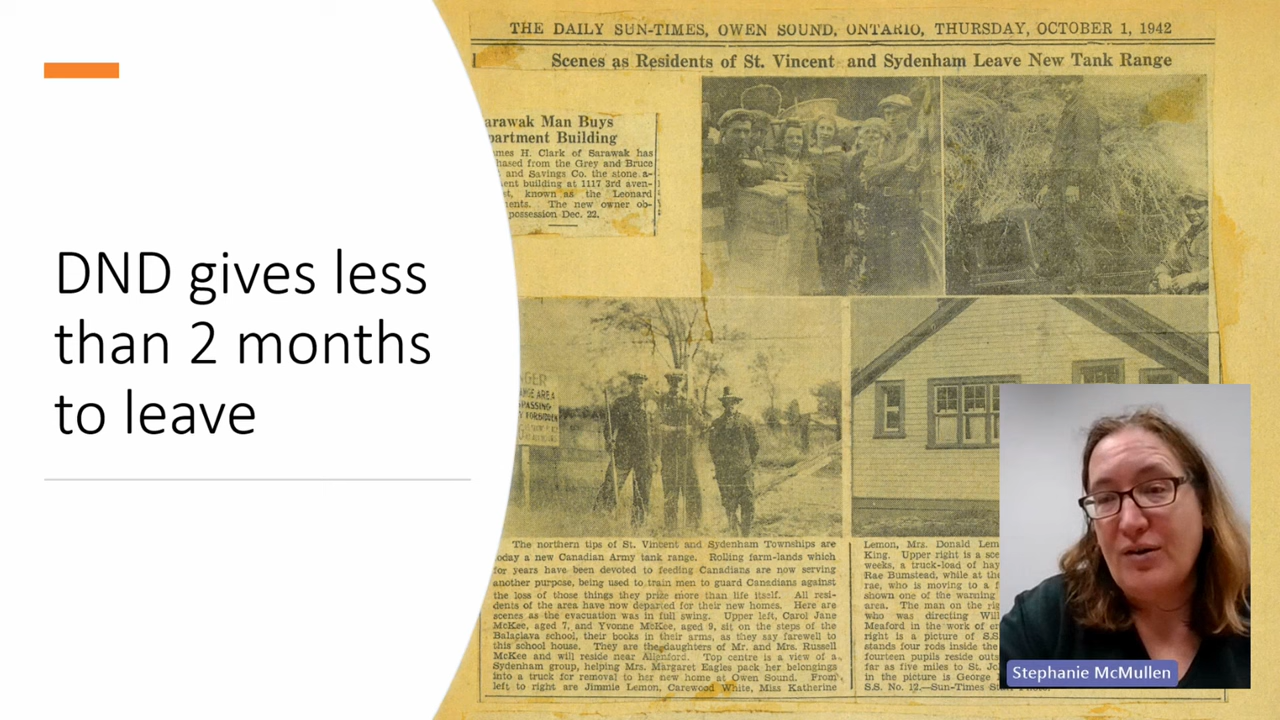 DND gives less
than 2 months
to leave
THE DAILY SUN-TIMES, OWEN SOUND, ONTARIO, THURSDAY, OCTOBER 1, 1942
Scenes as Residents of St. Vincent and Sydenham Leave New Tank Range
arawak Man Buys
partment Building
mes H. Clark of Sarawak has
hased from the Grey and Bruce
and Savings Co. the stone a-
ent building at 1117 3rd aven-
t, known as the Leonard
ents. The new owner ob-
possession Dec. 22.
NGER
AREA
PASSING
FORBIDDEN
The northern tips of St. Vincent and Sydenham Townships are
oday a new Canadian Army tank range. Rolling farm-lands which
for years have been devoted to feeding Canadians are now serving
another purpose, being used to train men to guard Canadians against
the loss of those things they prize more than life itself. All resi-
dents of the area have now departed for their new homes. Here are
scenes as the evacuation was in full swing. Upper left, Carol Jane
McKee, aged 7, and Yvonne McKee, aged 9, sit on the steps of the
Balaclava school, their books in their arms, as they say farewell to
this school house. They are the daughters of Mr. and Mrs. Russell
McKee and will reside near Allenford. Top centre is a view of a
Sydenham group, helping Mrs. Margaret Eagles pack her belongings
into a truck for removal to her new home at Owen Sound. From
left to right are Jimmie Lemon, Carewood White, Miss Katherine
Lemon, Mrs. Donald Lem
King. Upper right is a sce
weeks, a truck-load of hay
Rae Bumstead, while at the
rae, who is moving to a f
shown one of the warning
area. The man on the rig
who was directing Will
Meaford in the work of er
right is a picture of S.S.
stands four rods inside the
fourteen pupils reside outs
far as five miles to St. Jo
in the picture is George
S.S. No. 12.—Sun-Times
Stephanie McMullen